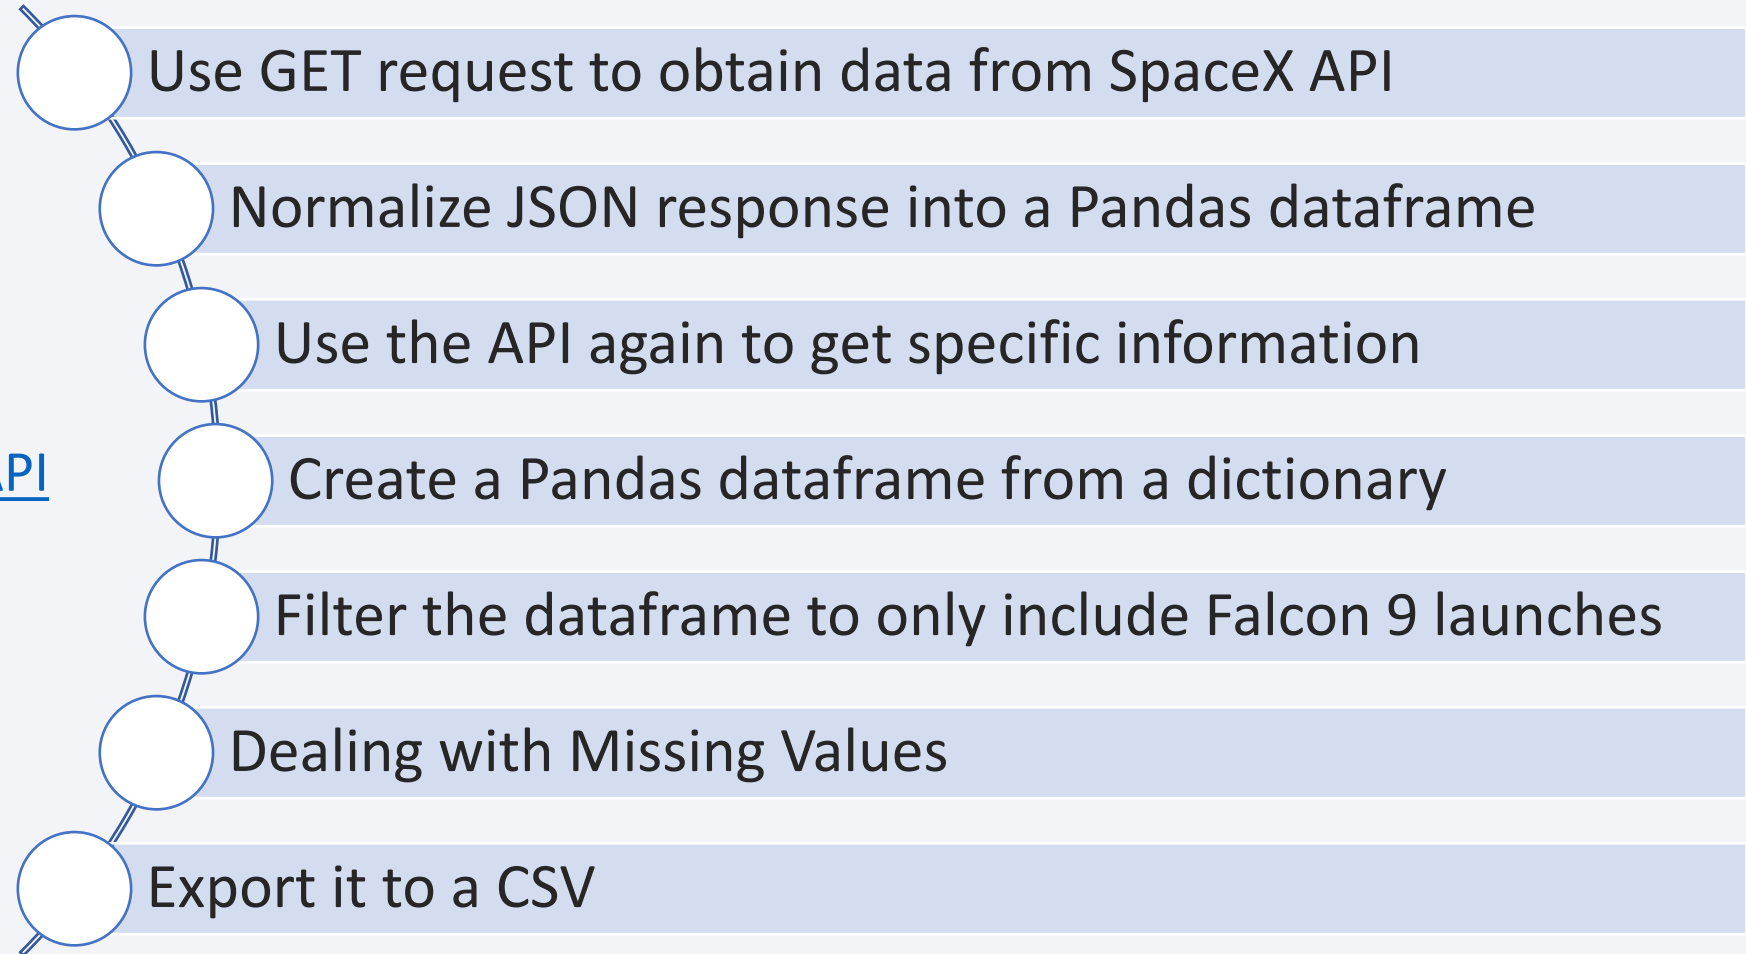 Use GET request to obtain data from SpaceX API
Normalize JSON response into a Pandas dataframe
Use the API again to get specific information
API
Create a Pandas dataframe from a dictionary
Filter the dataframe to only include Falcon 9 launches
Dealing with Missing Values
Export it to a CSV